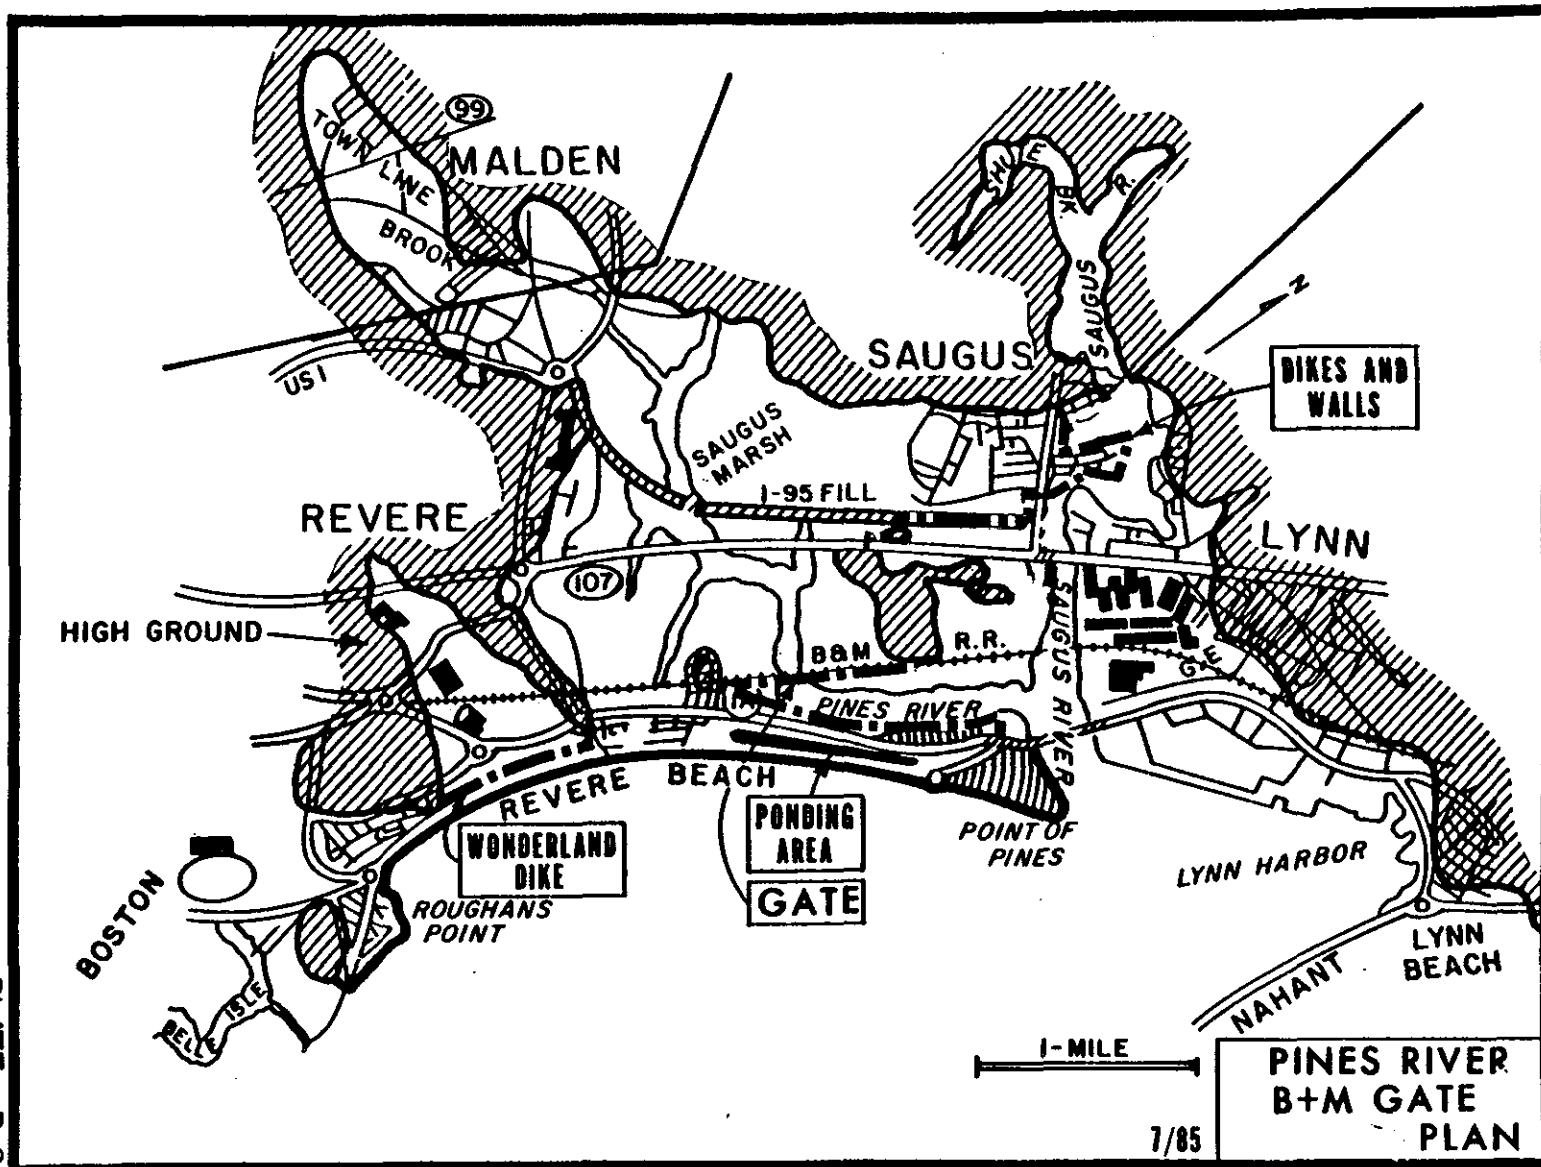 99
MALDEN
TOWN
LINE
BROOK
US 1
SHUTE
BK.
R.
SAUGUS
SAUGUS
N
DIKES AND
WALLS
SAUGUS
MARSH
I-95 FILL
REVERE
LYNN
107
HIGH GROUND
B & M
R.R.
G.E.
SAUGUS RIVER
PINES RIVER
REVERE
BEACH
WONDERLAND
DIKE
PONDING
AREA
GATE
POINT OF
PINES
LYNN HARBOR
ROUGHANS
POINT
BOSTON
BELLE
ISLE
LYNN
BEACH
NAHANT
1-MILE
7/85
PINES RIVER
B+M GATE
PLAN